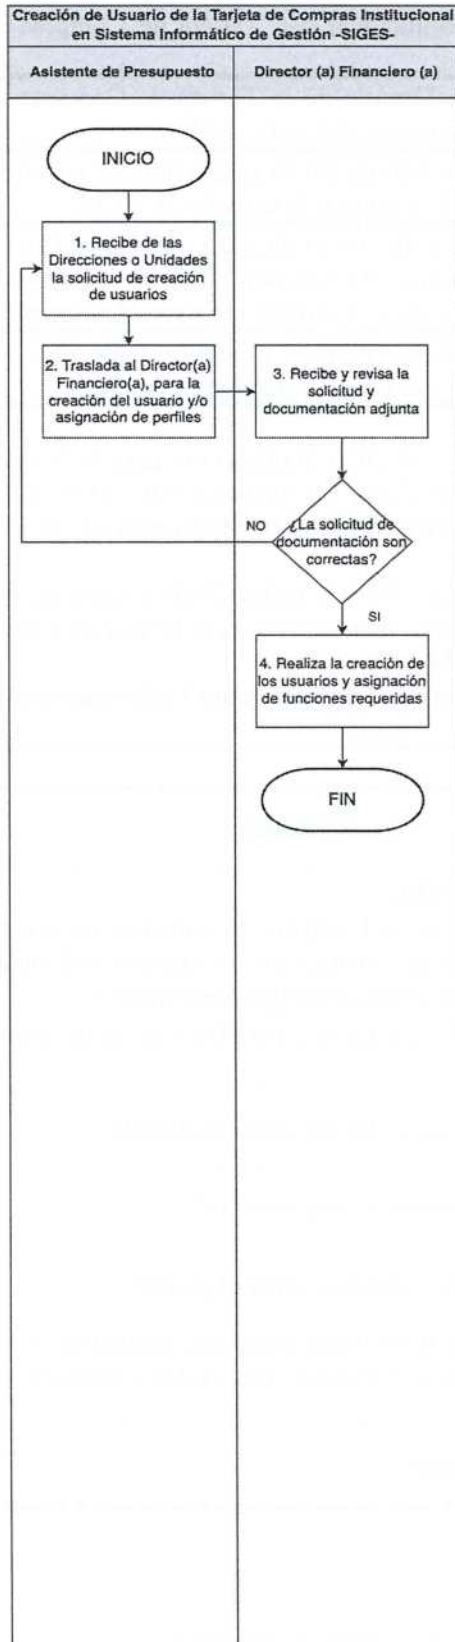 Creación de Usuario de la Tarjeta de Compras Institucional
en Sistema Informático de Gestión -SIGES-
Asistente de Presupuesto
Director (a) Financiero (a)
INICIO
1. Recibe de las
Direcciones o Unidades
la solicitud de creación
de usuarios
2. Traslada al Director(a)
Financiero(a), para la
creación del usuario y/o
asignación de perfiles
3. Recibe y revisa la
solicitud y
documentación adjunta
NO
¿La solicitud de
documentación son
correctas?
SI
4. Realiza la creación de
los usuarios y asignación
de funciones requeridas
FIN